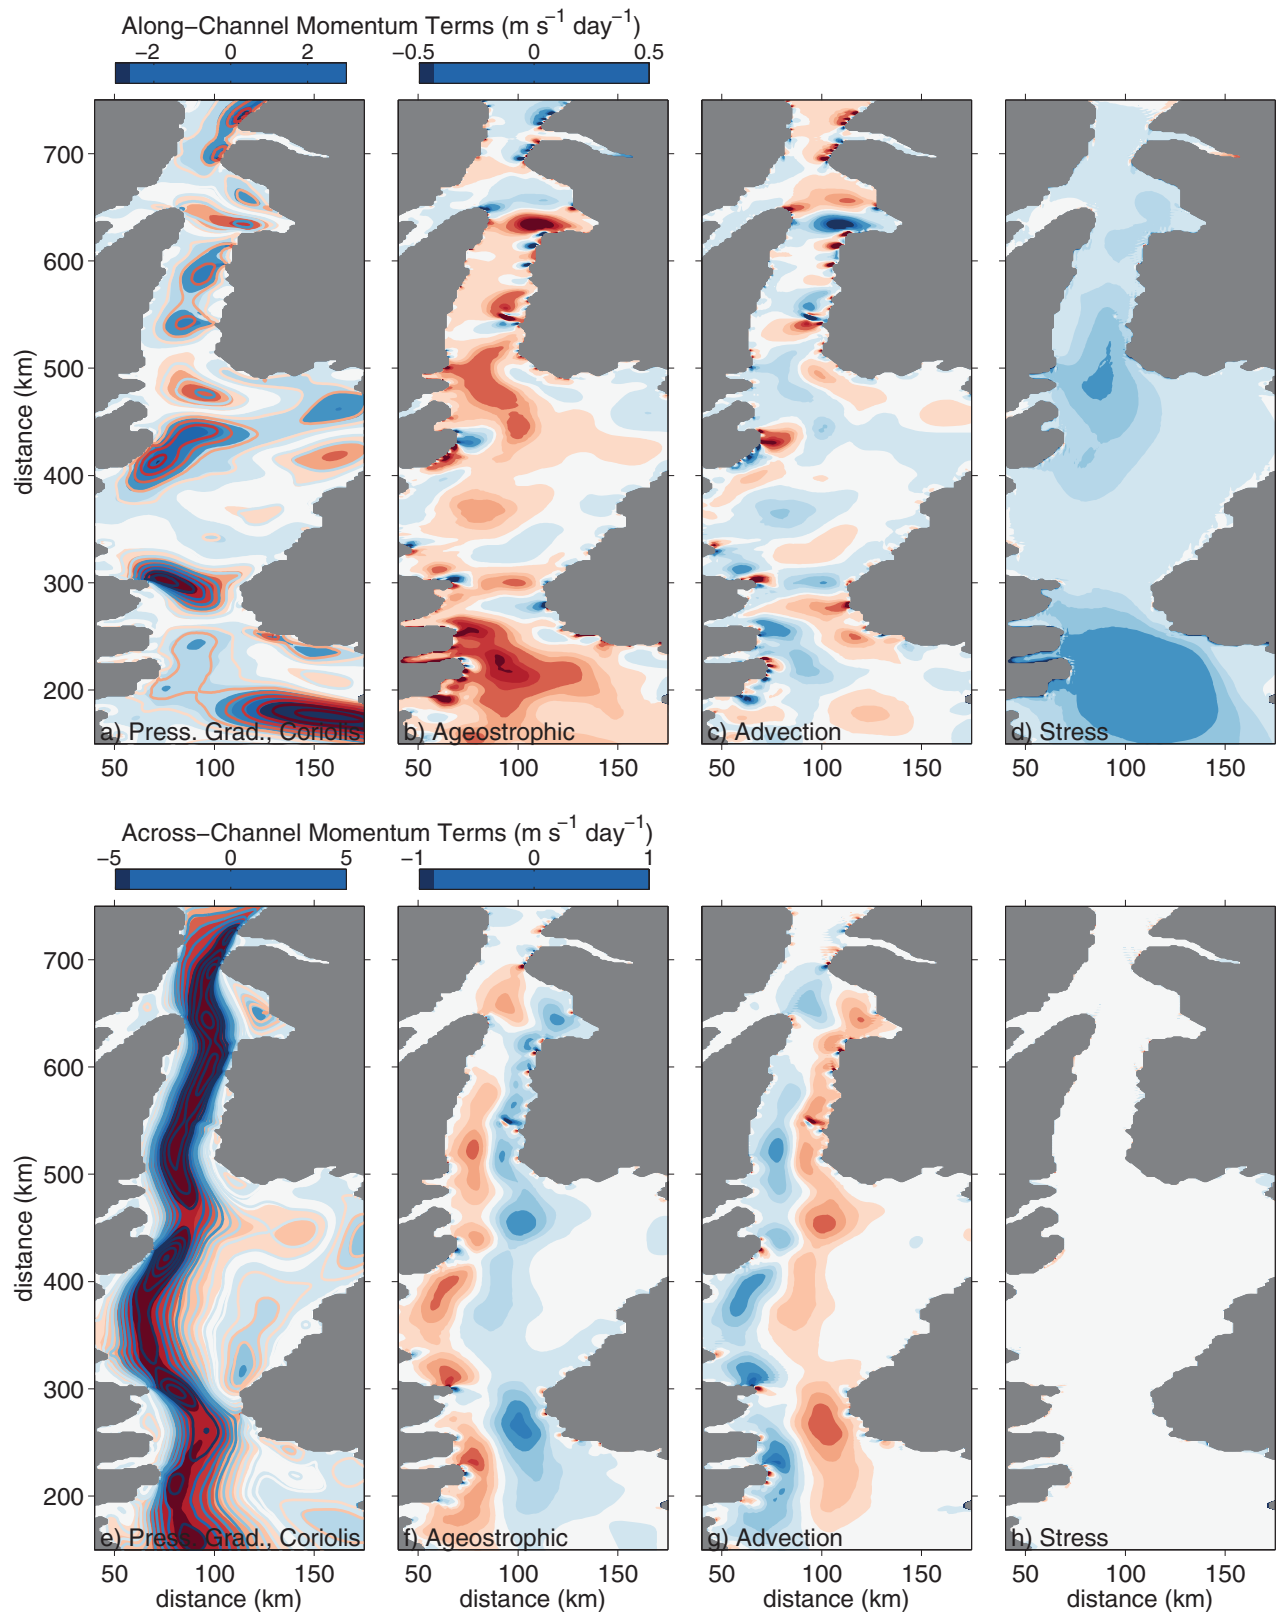 Along−Channel Momentum Terms (m s−1 day−1)
−2 0 2 −0.5 0 0.5
700
600
500
400
300
200
distance (km)
a) Press. Grad., Coriolis b) Ageostrophic c) Advection d) Stress
50 100 150 50 100 150 50 100 150 50 100 150
Across−Channel Momentum Terms (m s−1 day−1)
−5 0 5 −1 0 1
700
600
500
400
300
200
distance (km)
e) Press. Grad., Coriolis f) Ageostrophic g) Advection h) Stress
50 100 150 50 100 150 50 100 150 50 100 150
distance (km) distance (km) distance (km) distance (km)